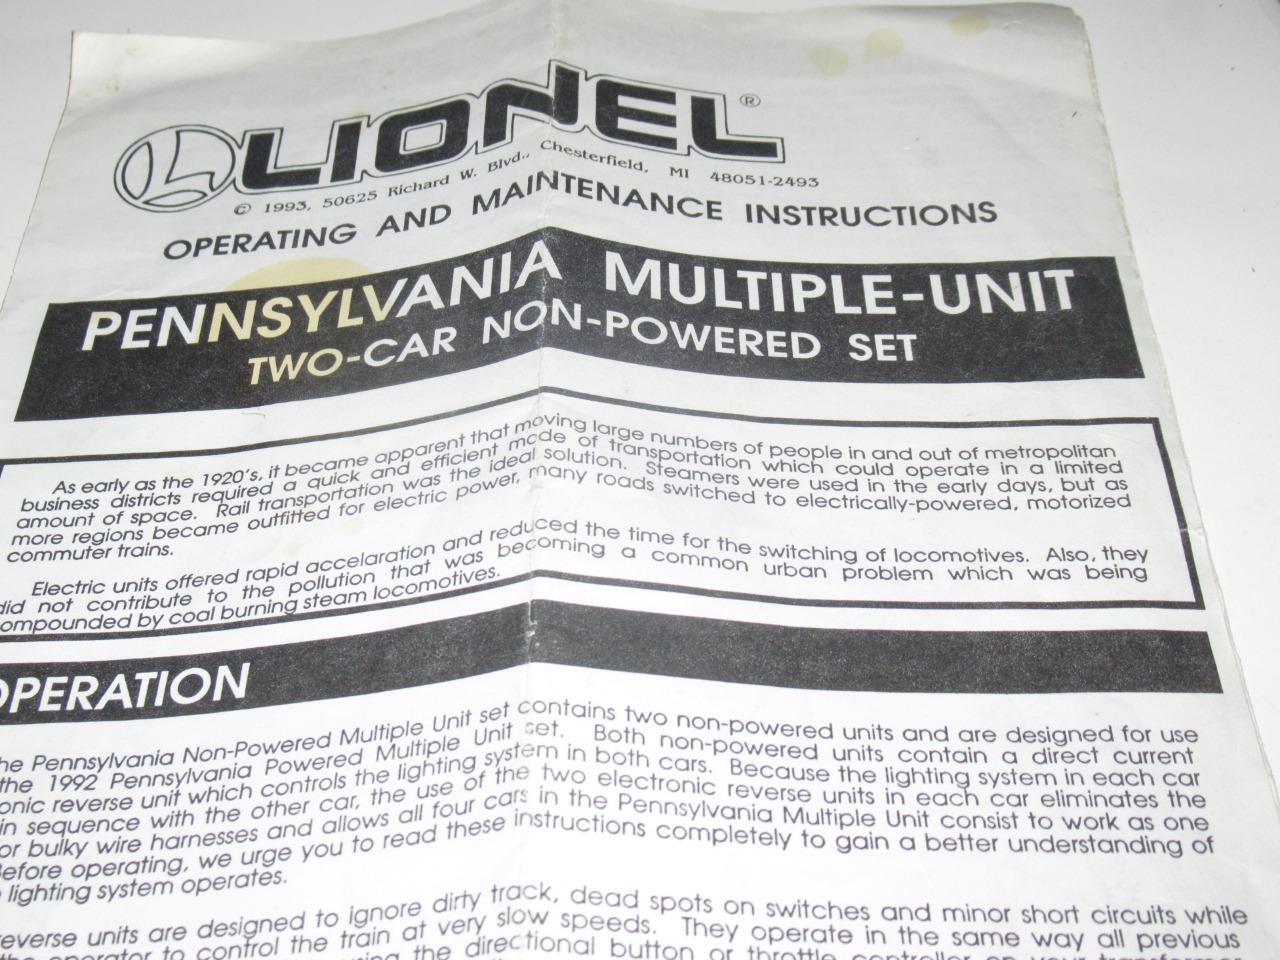 LIONEL®
© 1993, 50625 Richard W. Blvd., Chesterfield, MI 48051-2493
OPERATING AND MAINTENANCE INSTRUCTIONS
PENNSYLVANIA MULTIPLE-UNIT
TWO-CAR NON-POWERED SET
As early as the 1920's, it became apparent that moving large numbers of people in and out of metropolitan
business districts required a quick and efficient mode of transportation which could operate in a limited
amount of space. Rail transportation was the ideal solution. Steamers were used in the early days, but as
more regions became outfitted for electric power, many roads switched to electrically-powered, motorized
commuter trains.
Electric units offered rapid accelaration and reduced the time for the switching of locomotives. Also, they
did not contribute to the pollution that was becoming a common urban problem which was being
ompounded by coal burning steam locomotives.
OPERATION
he Pennsylvania Non-Powered Multiple Unit set contains two non-powered units and are designed for use
the 1992 Pennsylvania Powered Multiple Unit set. Both non-powered units contain a direct current
onic reverse unit which controls the lighting system in both cars. Because the lighting system in each car
in sequence with the other car, the use of the two electronic reverse units in each car eliminates the
or bulky wire harnesses and allows all four cars in the Pennsylvania Multiple Unit consist to work as one
Before operating, we urge you to read these instructions completely to gain a better understanding of
lighting system operates.
reverse units are designed to ignore dirty track, dead spots on switches and minor short circuits while
the operator to control the train at very slow speeds. They operate in the same way all previous
using the directional button or throttle controller on your transformer